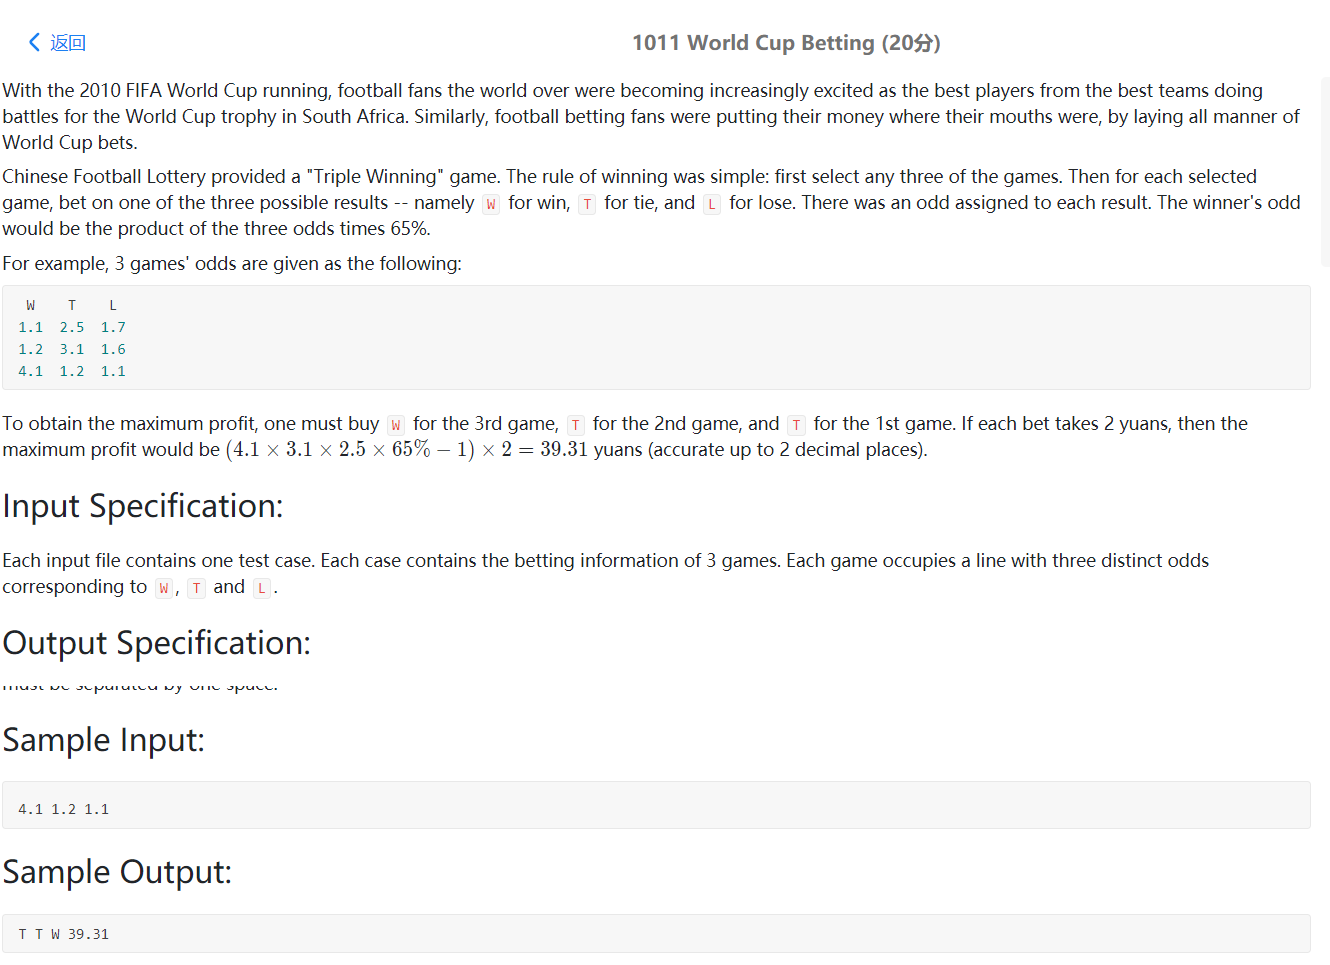 返回
1011 World Cup Betting (20分)
With the 2010 FIFA World Cup running, football fans the world over were becoming increasingly excited as the best players from the best teams doing
battles for the World Cup trophy in South Africa. Similarly, football betting fans were putting their money where their mouths were, by laying all manner of
World Cup bets.
Chinese Football Lottery provided a "Triple Winning" game. The rule of winning was simple: first select any three of the games. Then for each selected
game, bet on one of the three possible results -- namely W for win, T for tie, and L for lose. There was an odd assigned to each result. The winner's odd
would be the product of the three odds times 65%.
For example, 3 games' odds are given as the following:
W T L
1.1 2.5 1.7
1.2 3.1 1.6
4.1 1.2 1.1
To obtain the maximum profit, one must buy W for the 3rd game, T for the 2nd game, and T for the 1st game. If each bet takes 2 yuans, then the
maximum profit would be (4.1 × 3.1 × 2.5 × 65% − 1) × 2 = 39.31 yuans (accurate up to 2 decimal places).
Input Specification:
Each input file contains one test case. Each case contains the betting information of 3 games. Each game occupies a line with three distinct odds
corresponding to W, T and L.
Output Specification:
must be separated by one space.
Sample Input:
4.1 1.2 1.1
Sample Output:
T T W 39.31